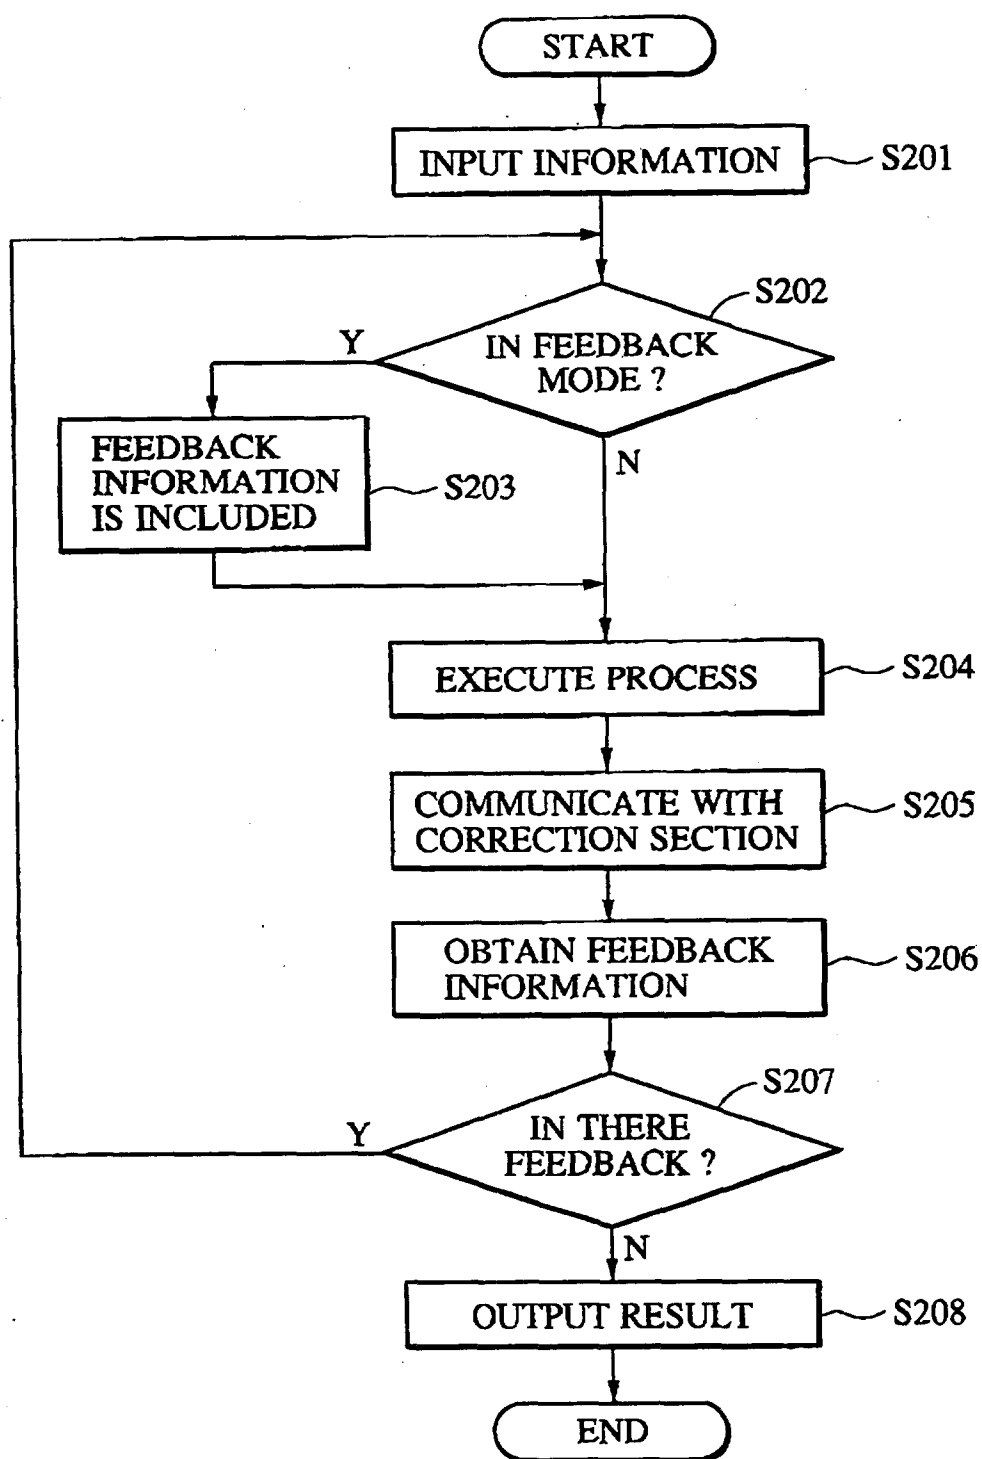 START
INPUT INFORMATION
S201
S202
IN FEEDBACK
MODE ?
Y
N
FEEDBACK
INFORMATION
IS INCLUDED
S203
EXECUTE PROCESS
S204
COMMUNICATE WITH
CORRECTION SECTION
S205
OBTAIN FEEDBACK
INFORMATION
S206
S207
IN THERE
FEEDBACK ?
Y
N
OUTPUT RESULT
S208
END